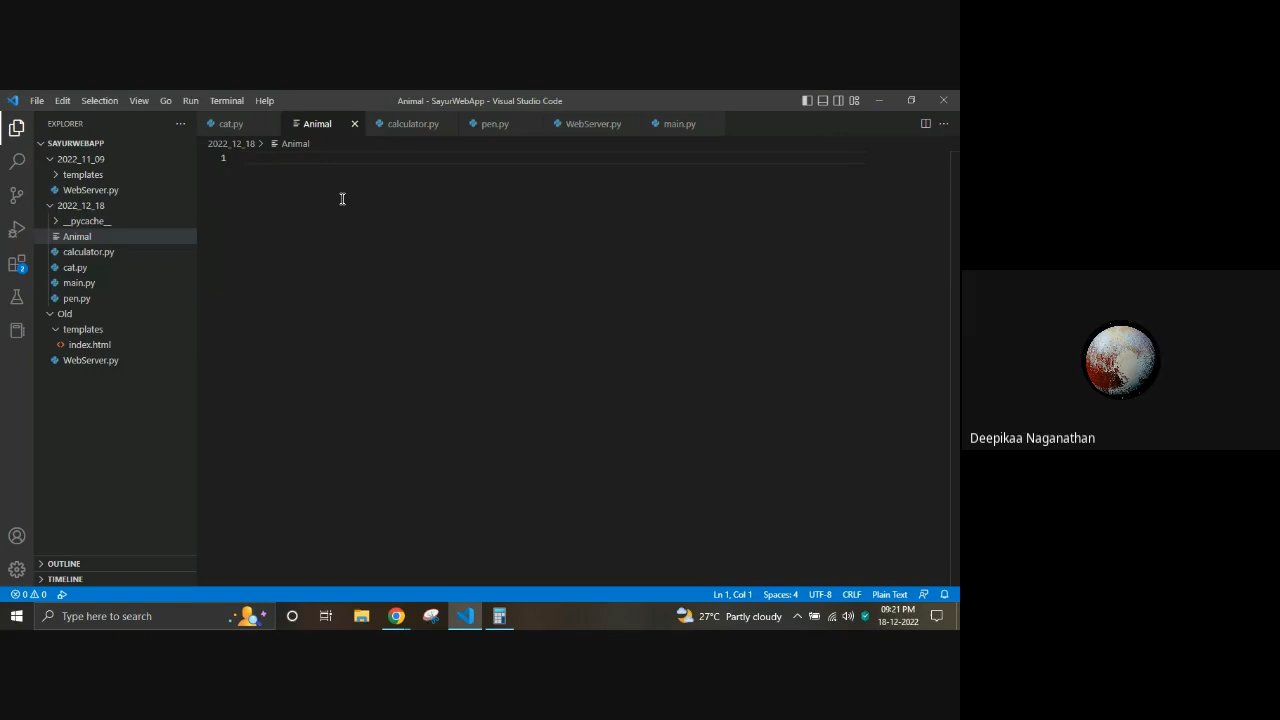 File Edit Selection View Go Run Terminal Help
Animal - SayurWebApp - Visual Studio Code
EXPLORER
cat.py
Animal
calculator.py
pen.py
WebServer.py
main.py
SAYURWEBAPP
2022_12_18 > Animal
1
2022_11_09
templates
WebServer.py
2022_12_18
__pycache__
Animal
calculator.py
cat.py
main.py
pen.py
Old
templates
index.html
WebServer.py
2
Deepikaa Naganathan
OUTLINE
TIMELINE
0 0
Ln 1, Col 1 Spaces: 4 UTF-8 CRLF Plain Text
Type here to search
27°C Partly cloudy
09:21 PM
18-12-2022